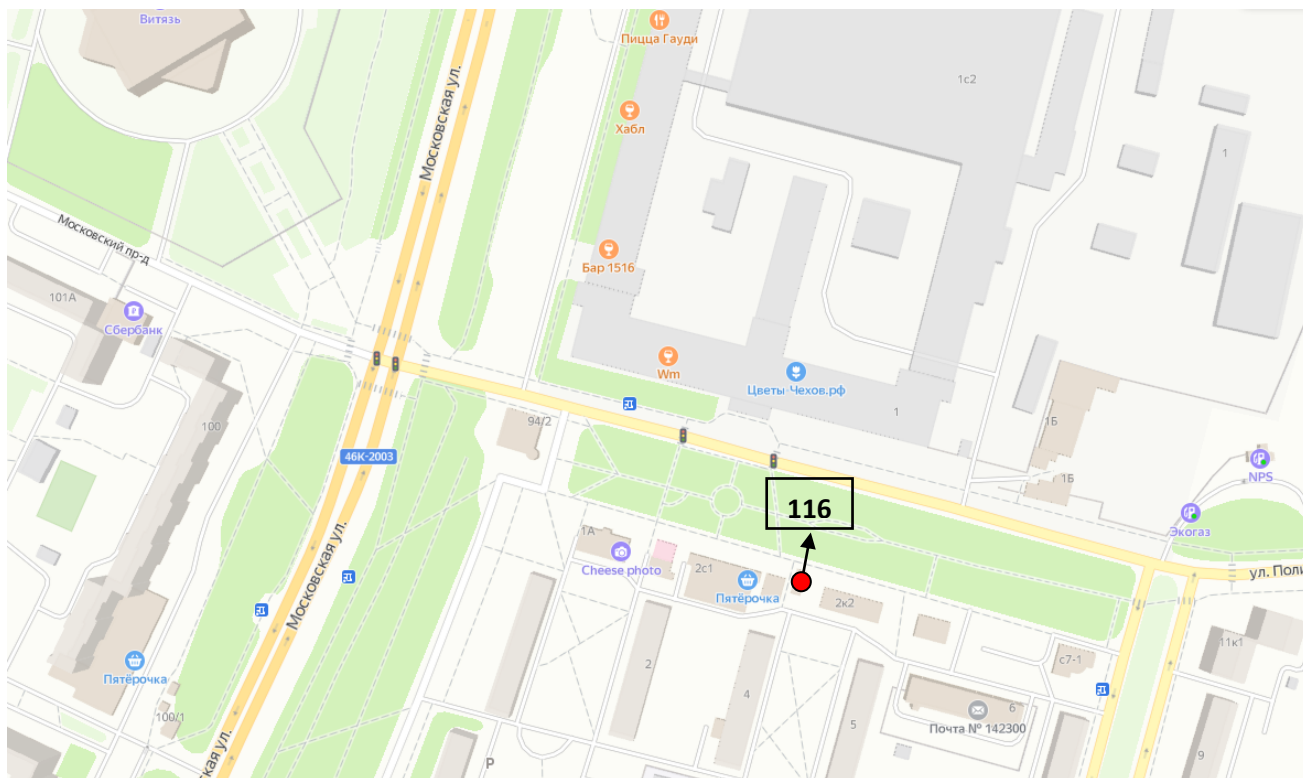 Витязь
Пицца Гауди
1с2
Московская ул.
Хабл
1
Московский пр-д
Бар 1516
101А
Сбербанк
Wm
Цветы Чехов.рф
1
1Б
94/2
100
46К-2003
1Б
NPS
116
Экогаз
1А
Cheese photo
2с1
Пятёрочка
2к2
ул. Поли
Московская ул.
11к1
с7-1
2
Пятёрочка
4
6
100/1
5
Почта № 142300
9
ская ул.
Р